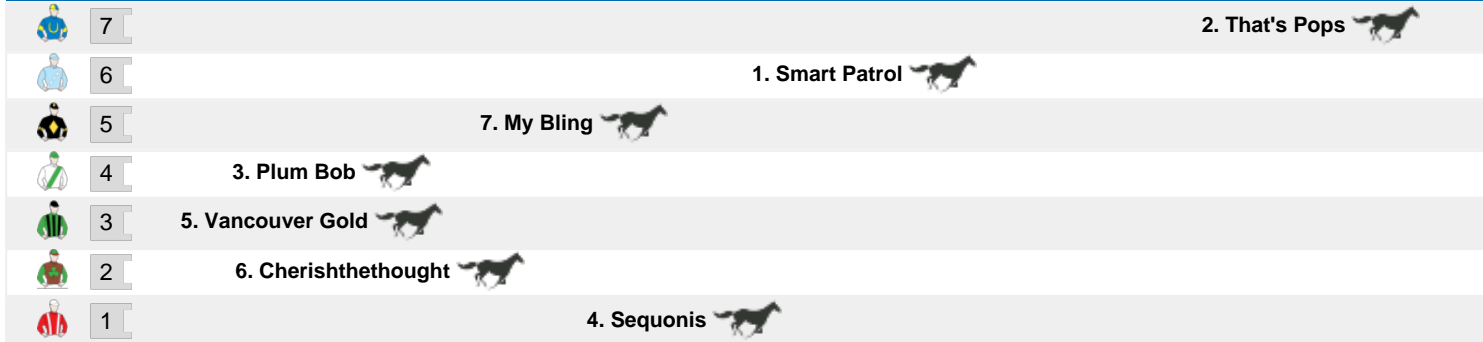 7 2. That's Pops
6 1. Smart Patrol
5 7. My Bling
4 3. Plum Bob
3 5. Vancouver Gold
2 6. Cherishthethought
1 4. Sequonis